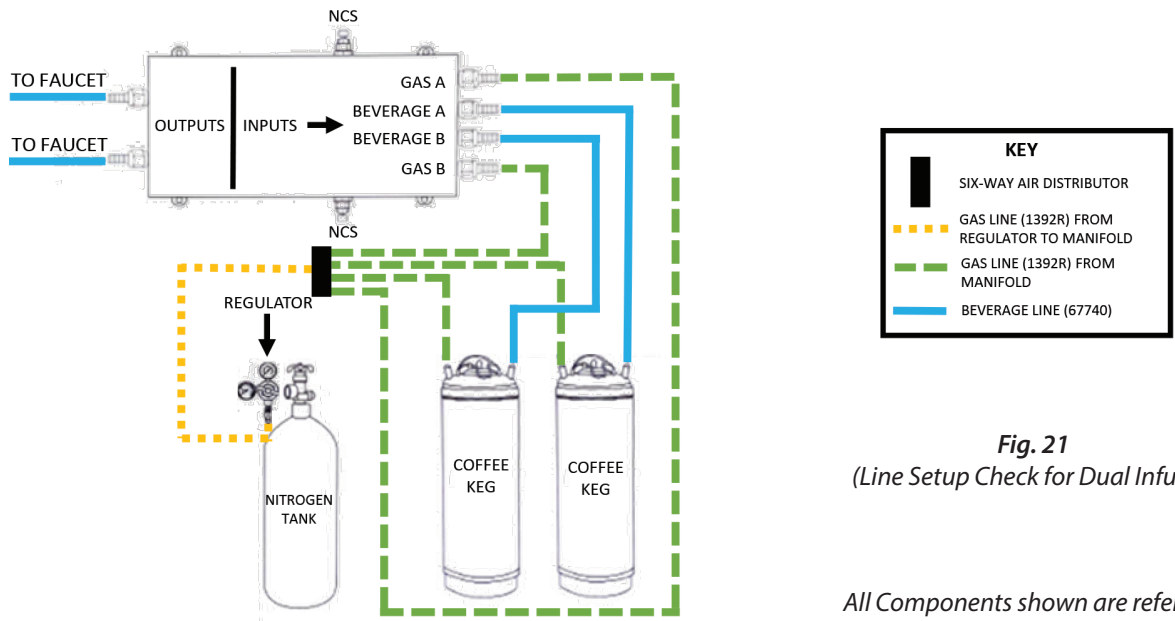 NCS
TO FAUCET
TO FAUCET
OUTPUTS
INPUTS
GAS A
BEVERAGE A
BEVERAGE B
GAS B
NCS
REGULATOR
NITROGEN
TANK
COFFEE
KEG
COFFEE
KEG
KEY
SIX-WAY AIR DISTRIBUTOR
GAS LINE (1392R) FROM
REGULATOR TO MANIFOLD
GAS LINE (1392R) FROM
MANIFOLD
BEVERAGE LINE (67740)
Fig. 21
(Line Setup Check for Dual Infu
All Components shown are refer